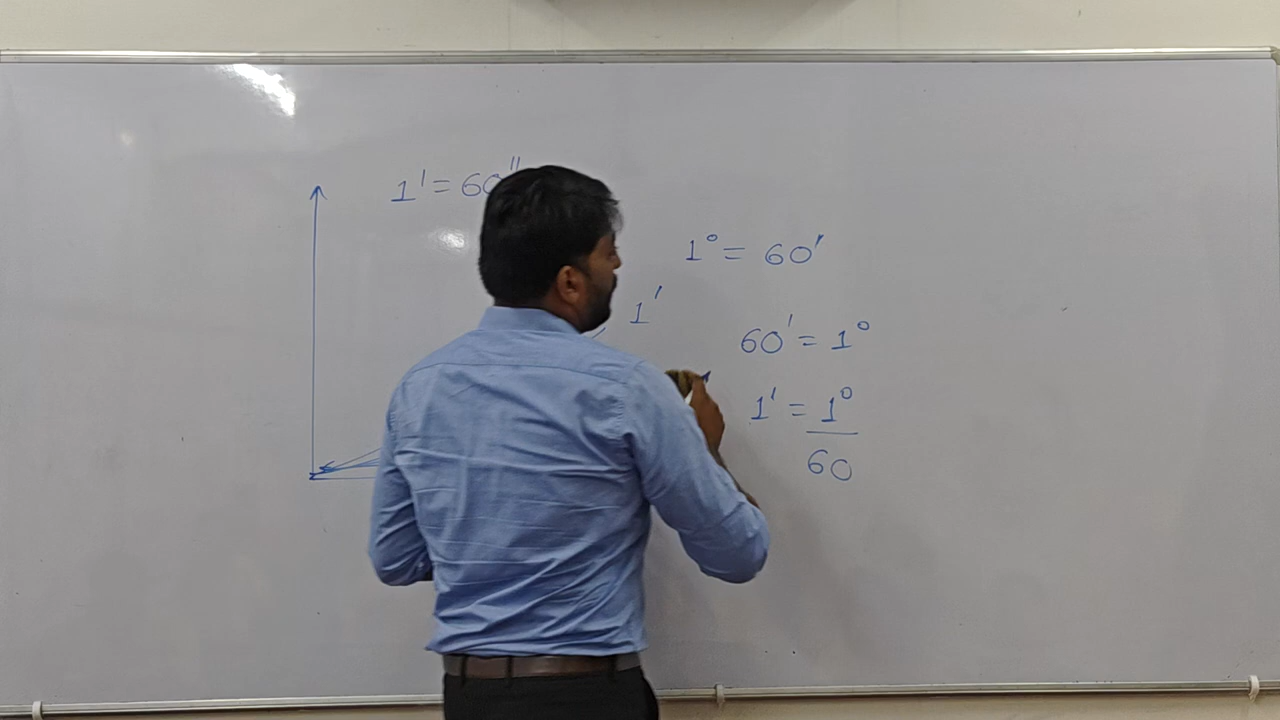 1' = 60''
1° = 60'
1'
60' = 1°
1' = 1°
60